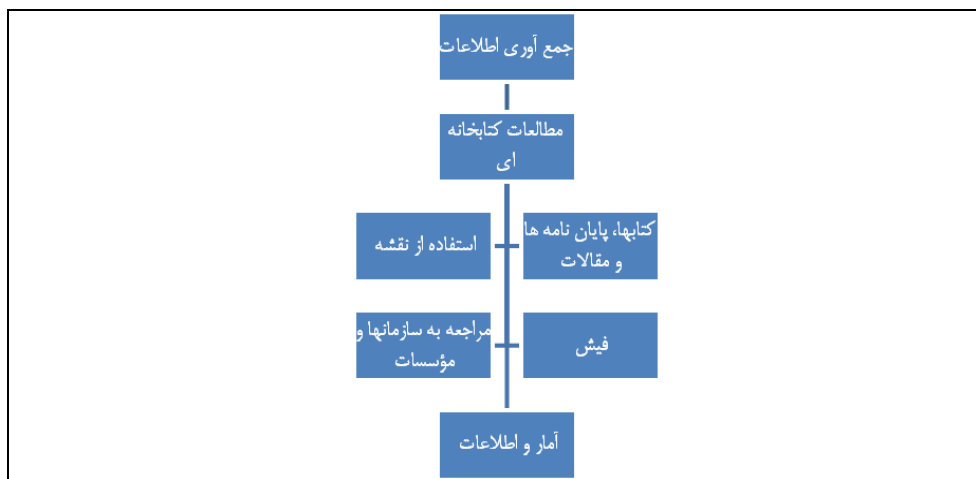 جمع آوری اطلاعات
مطالعات کتابخانه
ای
کتابها، پایان نامه ها
و مقالات
استفاده از نقشه
فیش
مراجعه به سازمانها و
مؤسسات
آمار و اطلاعات